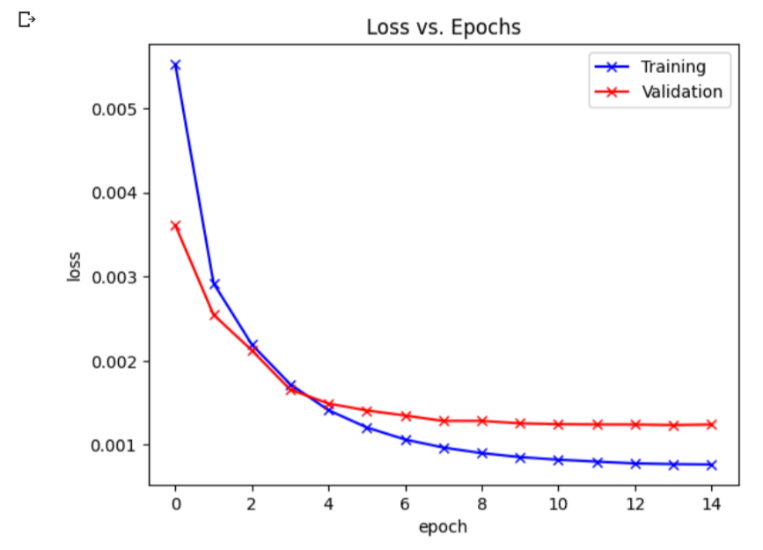 Loss vs. Epochs
Training
Validation
0.005
0.004
0.003
0.002
0.001
loss
0 2 4 6 8 10 12 14
epoch